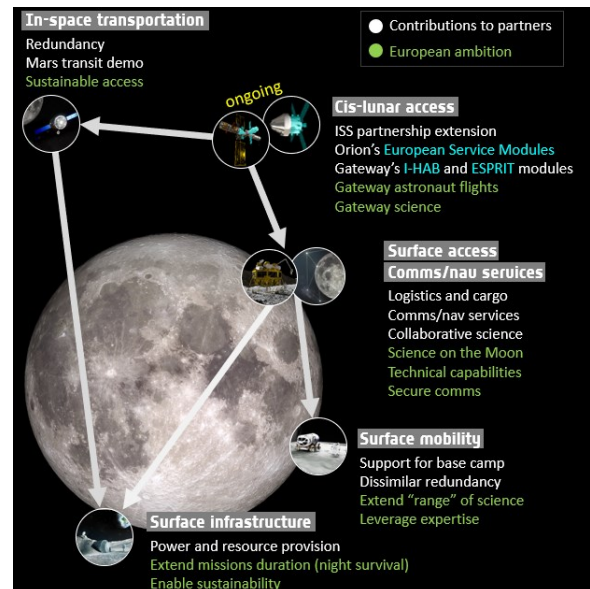 In-space transportation
Redundancy
Mars transit demo
Sustainable access
Contributions to partners
European ambition
ongoing
Cis-lunar access
ISS partnership extension
Orion's European Service Modules
Gateway's I-HAB and ESPRIT modules
Gateway astronaut flights
Gateway science
Surface access
Comms/nav services
Logistics and cargo
Comms/nav services
Collaborative science
Science on the Moon
Technical capabilities
Secure comms
Surface mobility
Support for base camp
Dissimilar redundancy
Extend “range” of science
Leverage expertise
Surface infrastructure
Power and resource provision
Extend missions duration (night survival)
Enable sustainability